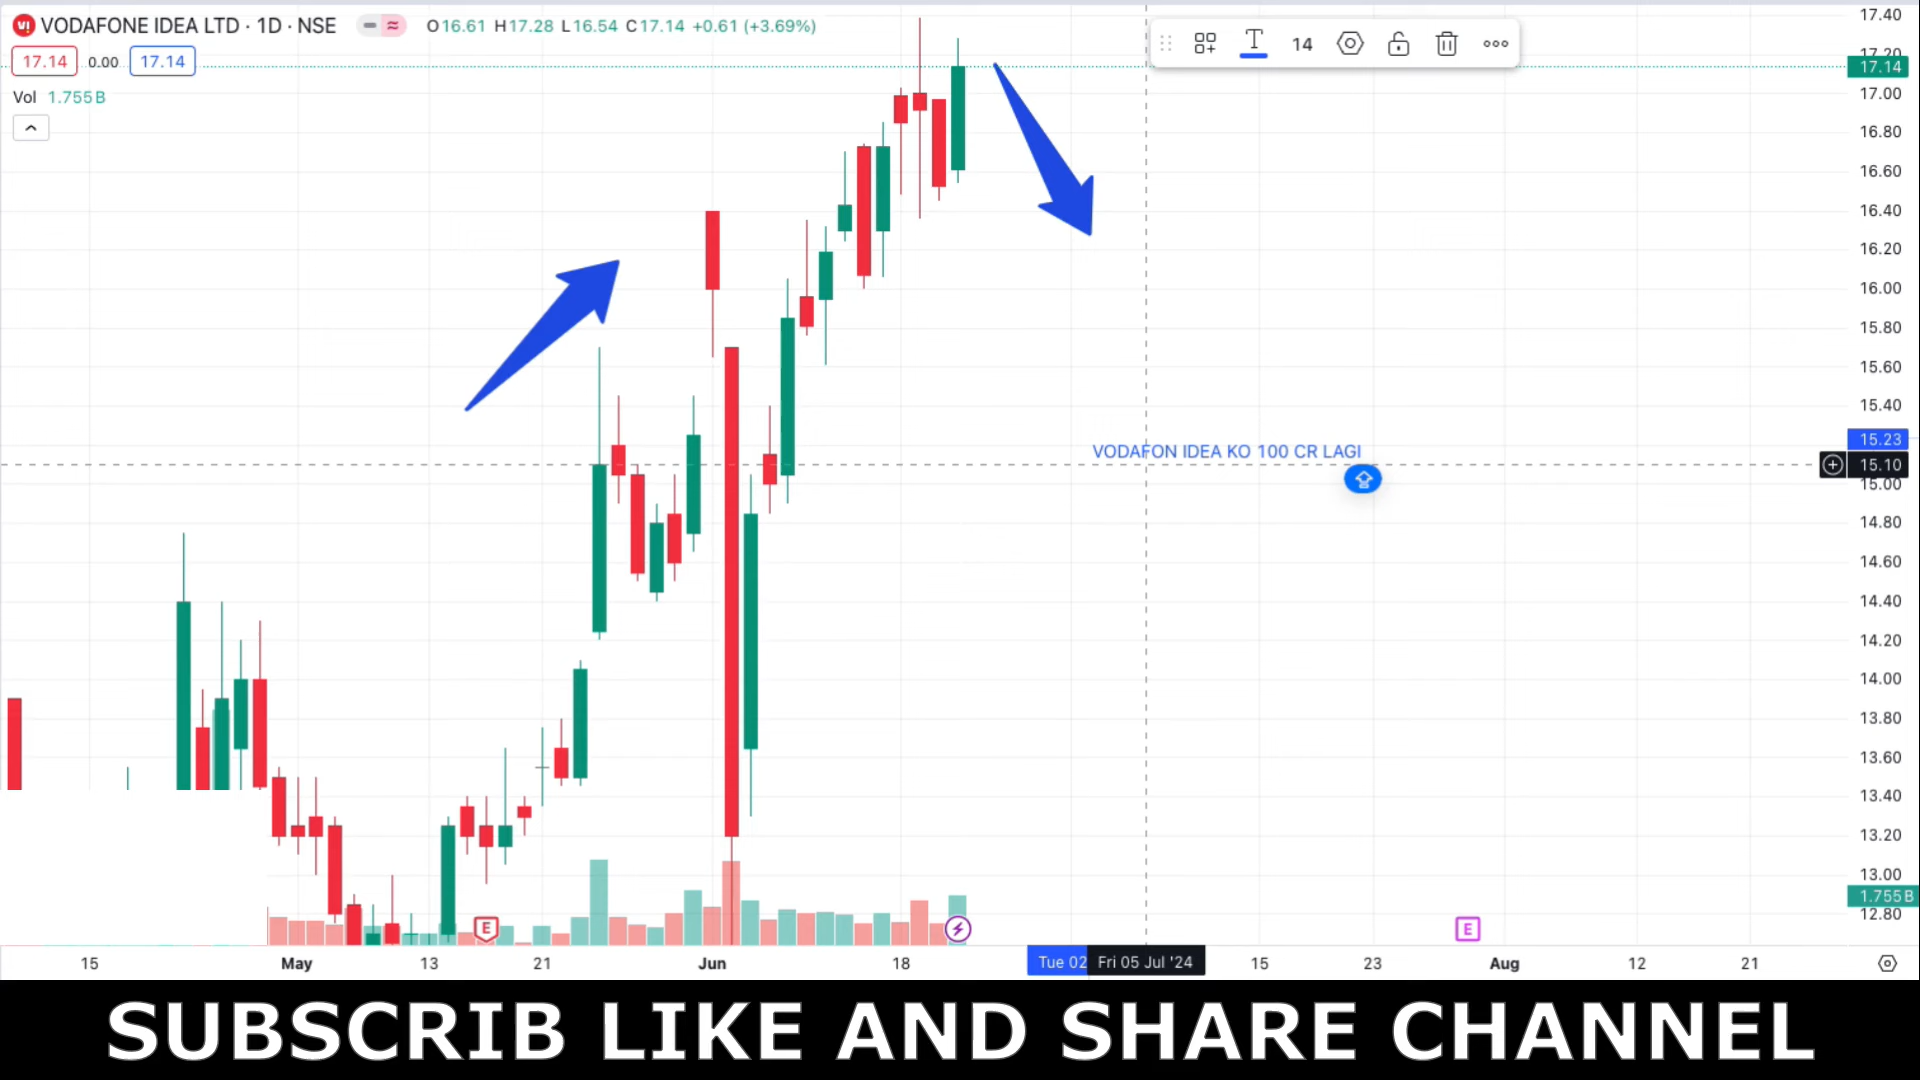 VODAFONE IDEA LTD · 1D · NSE
O16.61 H17.28 L16.54 C17.14 +0.61 (+3.69%)
17.14 0.00 17.14
Vol 1.755B
14
17.40
17.20
17.14
17.00
16.80
16.60
16.40
16.20
16.00
15.80
15.60
15.40
15.23
15.10
15.00
14.80
14.60
14.40
14.20
14.00
13.80
13.60
13.40
13.20
13.00
1.755B
12.80
VODAFON IDEA KO 100 CR LAGI
E
E
15 May 13 21 Jun 18 Tue 02 Fri 05 Jul '24 15 23 Aug 12 21
SUBSCRIB LIKE AND SHARE CHANNEL